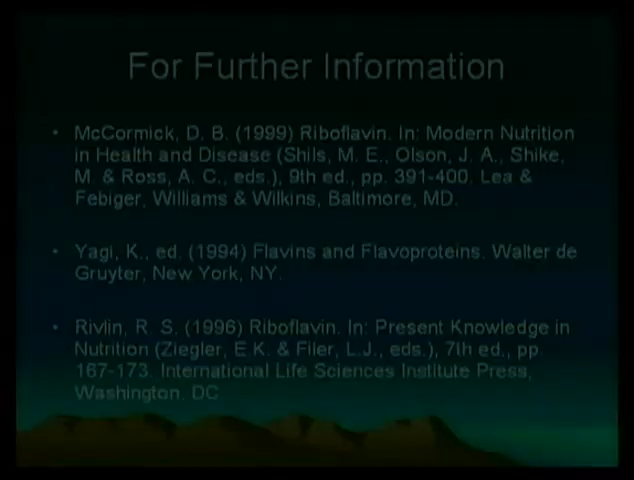 For Further Information
• McCormick, D. B. (1999) Riboflavin. In: Modern Nutrition
in Health and Disease (Shils, M. E., Olson, J. A., Shike,
M. & Ross, A. C., eds.), 9th ed., pp. 391-400. Lea &
Febiger, Williams & Wilkins, Baltimore, MD.
• Yagi, K., ed. (1994) Flavins and Flavoproteins. Walter de
Gruyter, New York, NY.
• Rivlin, R. S. (1996) Riboflavin. In: Present Knowledge in
Nutrition (Ziegler, E.K. & Filer, L.J., eds.), 7th ed., pp.
167-173. International Life Sciences Institute Press,
Washington, DC